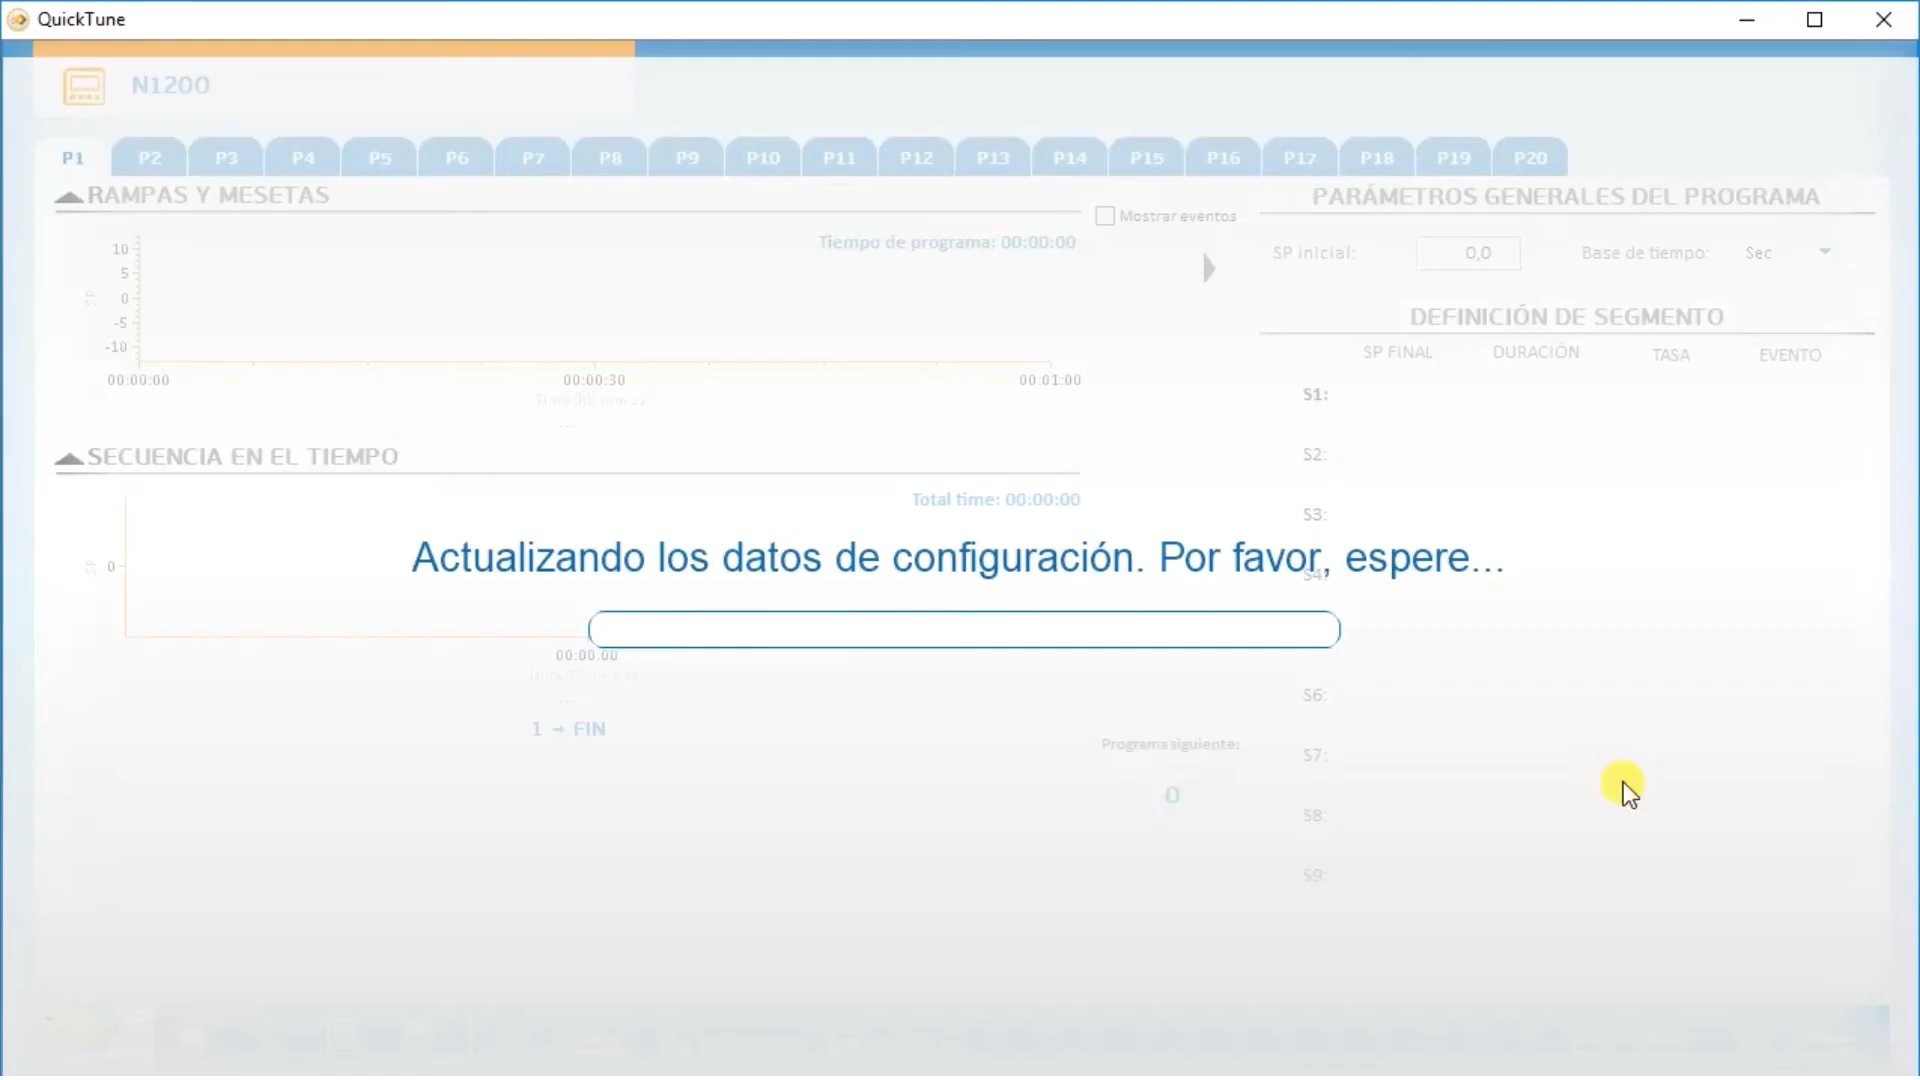 QuickTune
N1200
P1 P2 P3 P4 P5 P6 P7 P8 P9 P10 P11 P12 P13 P14 P15 P16 P17 P18 P19 P20
RAMPAS Y MESETAS
Mostrar eventos
Tiempo de programa: 00:00:00
10
5
0
-5
-10
SP
00:00:00 00:00:30 00:01:00
...
SECUENCIA EN EL TIEMPO
Total time: 00:00:00
SP
0
00:00:00
...
1 → FIN
Programa siguiente:
0
PARÁMETROS GENERALES DEL PROGRAMA
SP Inicial: 0,0 Base de tiempo: Sec
DEFINICIÓN DE SEGMENTO
SP FINAL DURACIÓN TASA EVENTO
S1:
S2:
S3:
S4:
S6:
S7:
S8:
S9:
Actualizando los datos de configuración. Por favor, espere...